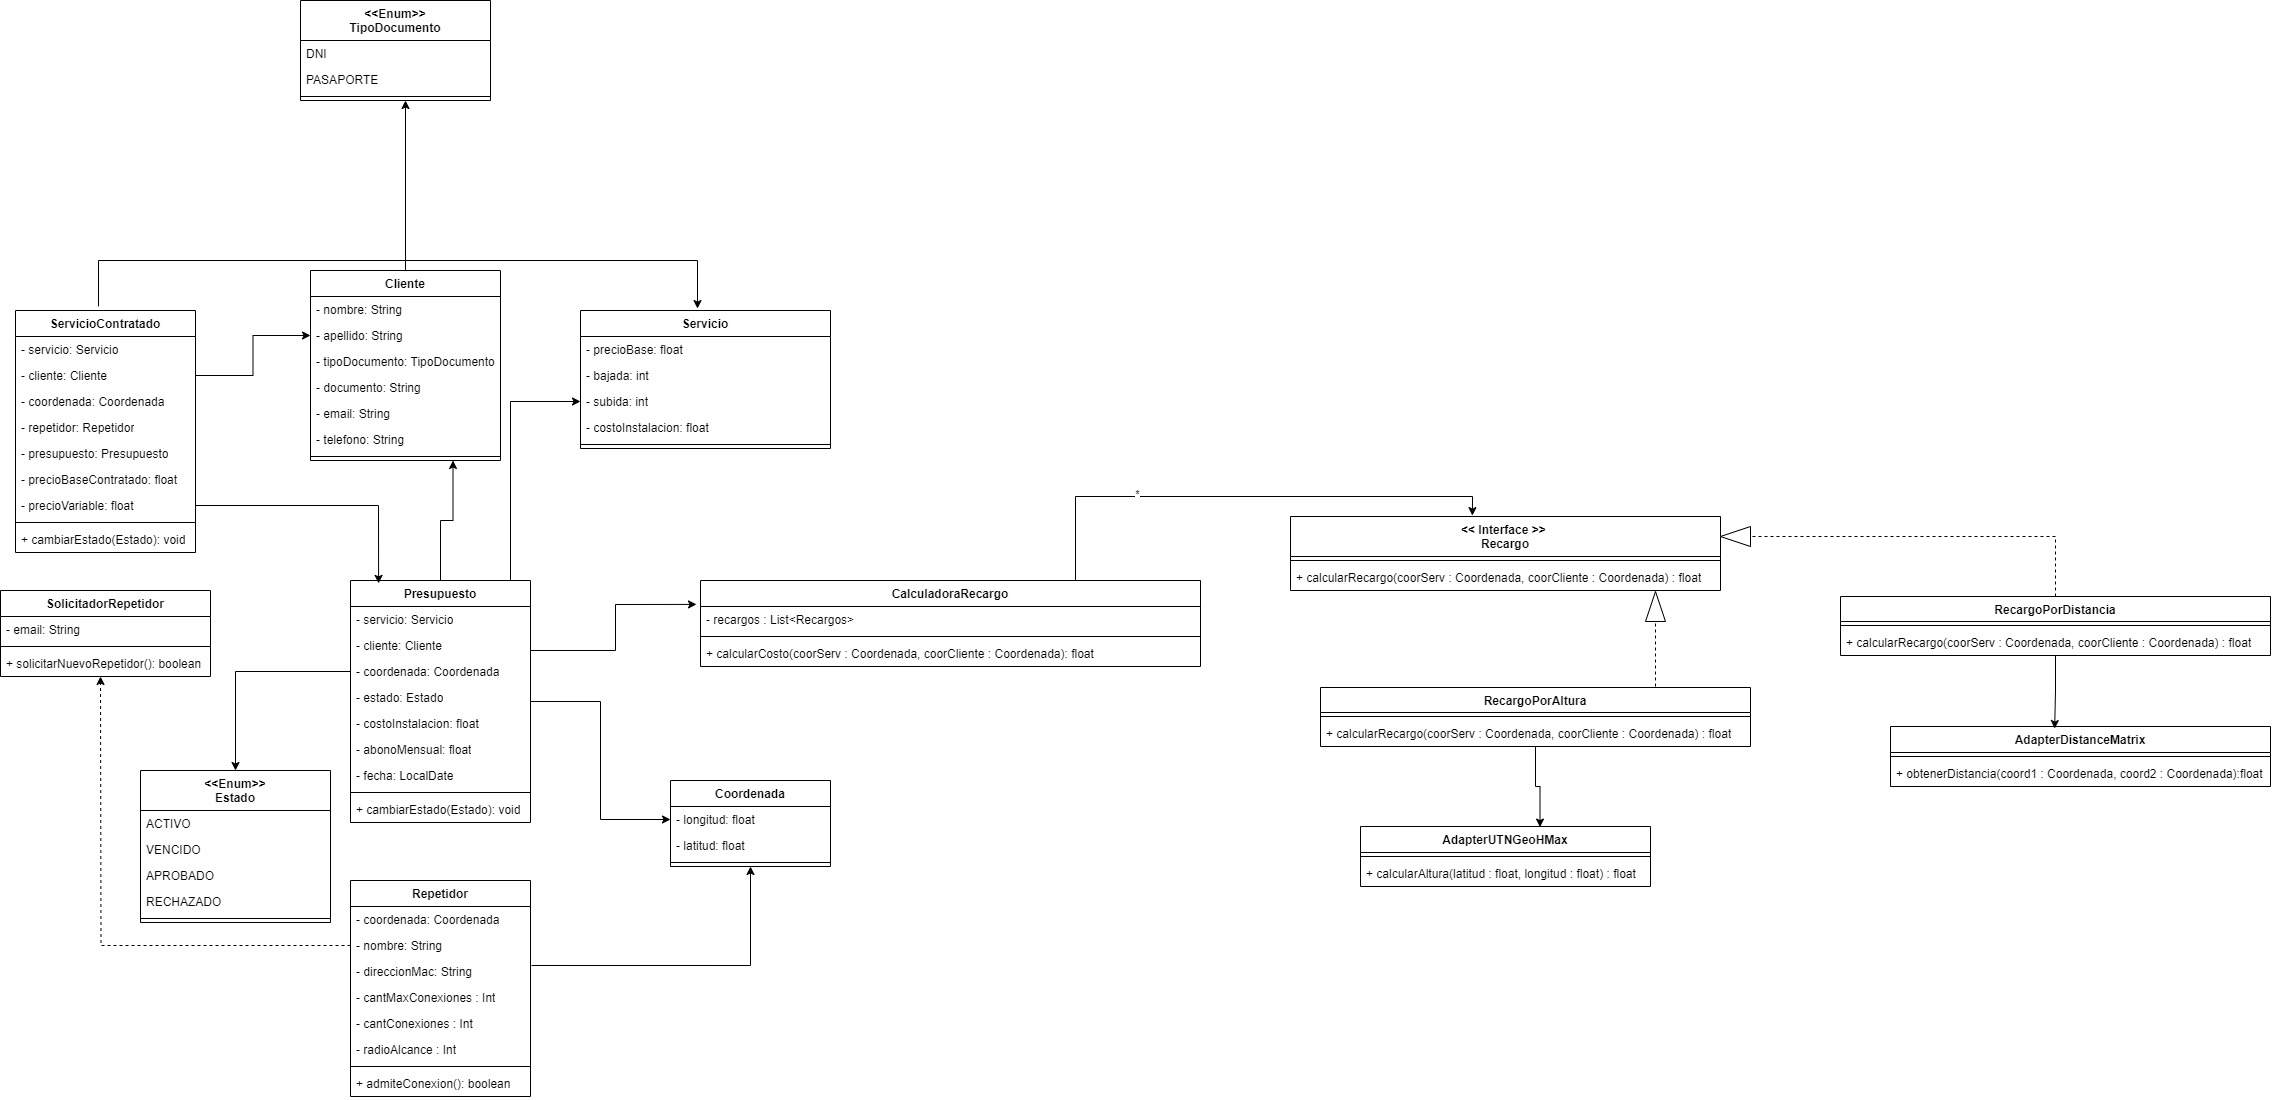 <<Enum>>
TipoDocumento
DNI
PASAPORTE
ServicioContratado
- servicio: Servicio
- cliente: Cliente
- coordenada: Coordenada
- repetidor: Repetidor
- presupuesto: Presupuesto
- precioBaseContratado: float
- precioVariable: float
+ cambiarEstado(Estado): void
Cliente
- nombre: String
- apellido: String
- tipoDocumento: TipoDocumento
- documento: String
- email: String
- telefono: String
Servicio
- precioBase: float
- bajada: int
- subida: int
- costoInstalacion: float
*
<< Interface >>
Recargo
+ calcularRecargo(coorServ : Coordenada, coorCliente : Coordenada) : float
SolicitadorRepetidor
- email: String
+ solicitarNuevoRepetidor(): boolean
Presupuesto
- servicio: Servicio
- cliente: Cliente
- coordenada: Coordenada
- estado: Estado
- costoInstalacion: float
- abonoMensual: float
- fecha: LocalDate
+ cambiarEstado(Estado): void
CalculadoraRecargo
- recargos : List<Recargos>
+ calcularCosto(coorServ : Coordenada, coorCliente : Coordenada): float
RecargoPorDistancia
+ calcularRecargo(coorServ : Coordenada, coorCliente : Coordenada) : float
RecargoPorAltura
+ calcularRecargo(coorServ : Coordenada, coorCliente : Coordenada) : float
AdapterDistanceMatrix
+ obtenerDistancia(coord1 : Coordenada, coord2 : Coordenada):float
<<Enum>>
Estado
ACTIVO
VENCIDO
APROBADO
RECHAZADO
Coordenada
- longitud: float
- latitud: float
AdapterUTNGeoHMax
+ calcularAltura(latitud : float, longitud : float) : float
Repetidor
- coordenada: Coordenada
- nombre: String
- direccionMac: String
- cantMaxConexiones : Int
- cantConexiones : Int
- radioAlcance : Int
+ admiteConexion(): boolean